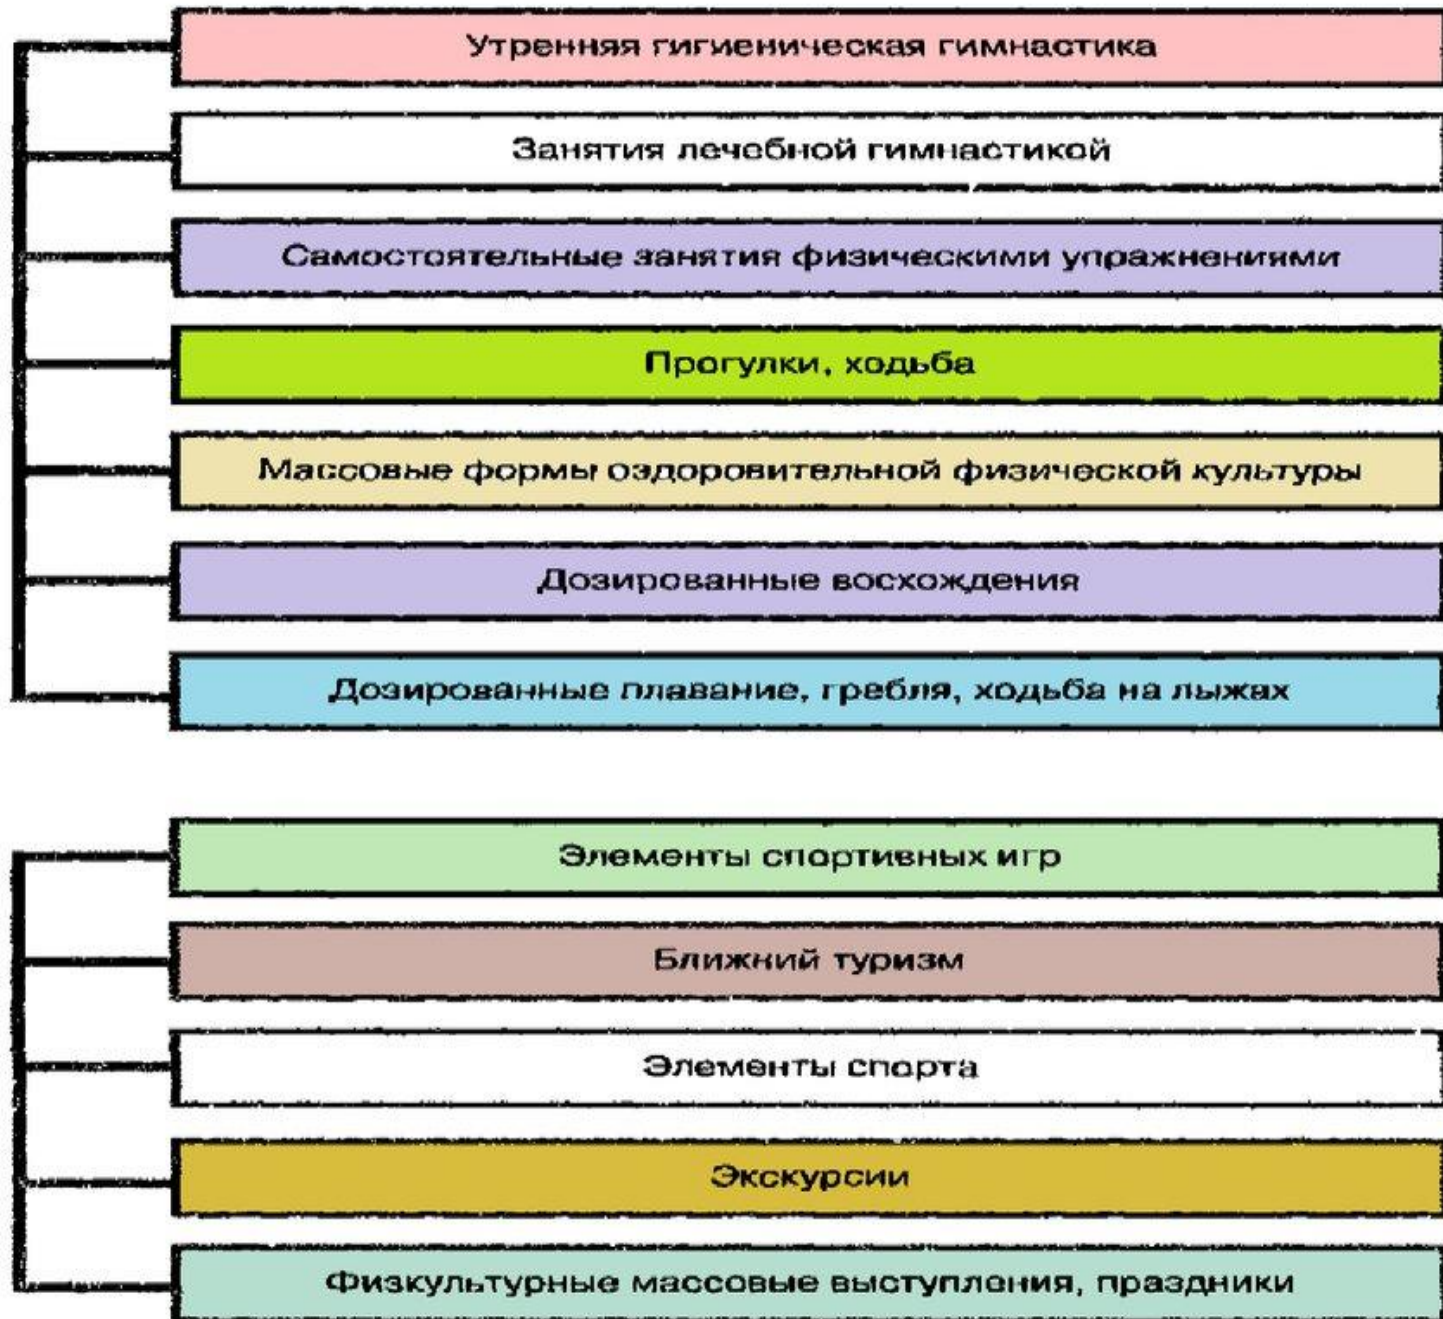 Утренняя гигиеническая гимнастика
Занятия лечебной гимнастикой
Самостоятельные занятия физическими упражнениями
Прогулки, ходьба
Массовые формы оздоровительной физической культуры
Дозированные восхождения
Дозированные плавание, гребля, ходьба на лыжах
Элементы спортивных игр
Ближний туризм
Элементы спорта
Экскурсии
Физкультурные массовые выступления, праздники